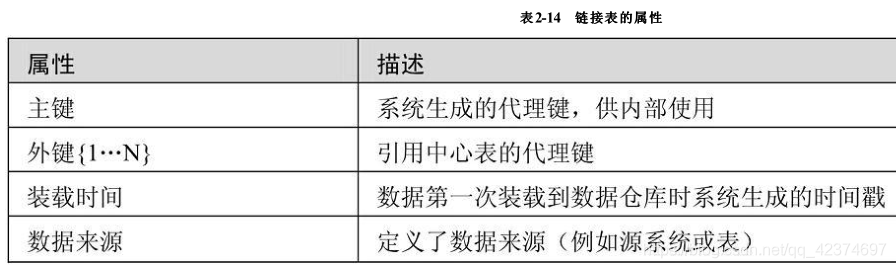 表2-14 链接表的属性
属性 描述
主键 系统生成的代理键，供内部使用
外键{1…N} 引用中心表的代理键
装载时间 数据第一次装载到数据仓库时系统生成的时间戳
数据来源 定义了数据来源（例如源系统或表）
https://blog.csdn.net/qq_42374697